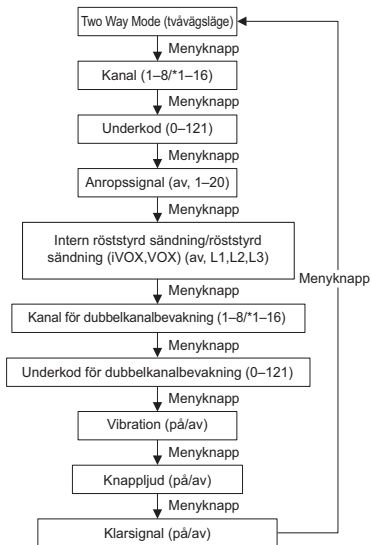 Two Way Mode (tvåvägsläge)
Menyknapp
Kanal (1–8/*1–16)
Menyknapp
Underkod (0–121)
Menyknapp
Anropssignal (av, 1–20)
Menyknapp
Intern röststyrd sändning/röststyrd
sändning (iVOX,VOX) (av, L1,L2,L3)
Menyknapp
Menyknapp
Kanal för dubbelkanalbevakning (1–8/*1–16)
Menyknapp
Underkod för dubbelkanalbevakning (0–121)
Menyknapp
Vibration (på/av)
Menyknapp
Knappljud (på/av)
Menyknapp
Klarsignal (på/av)